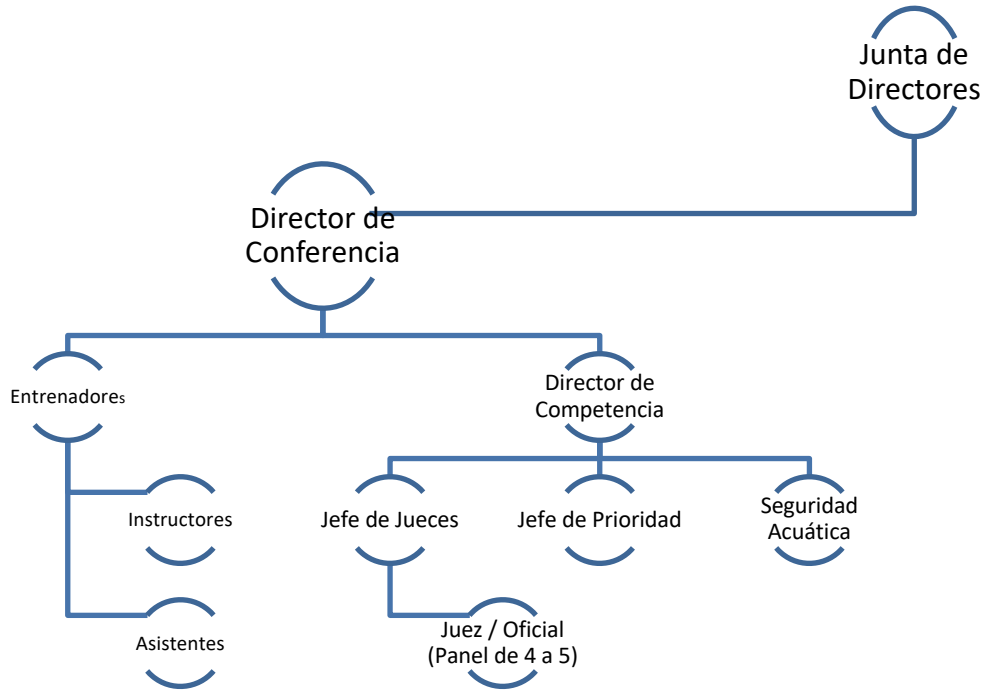 Junta de
Directores
Director de
Conferencia
Entrenadores
Director de
Competencia
Instructores
Jefe de Jueces
Jefe de Prioridad
Seguridad
Acuática
Asistentes
Juez / Oficial
(Panel de 4 a 5)